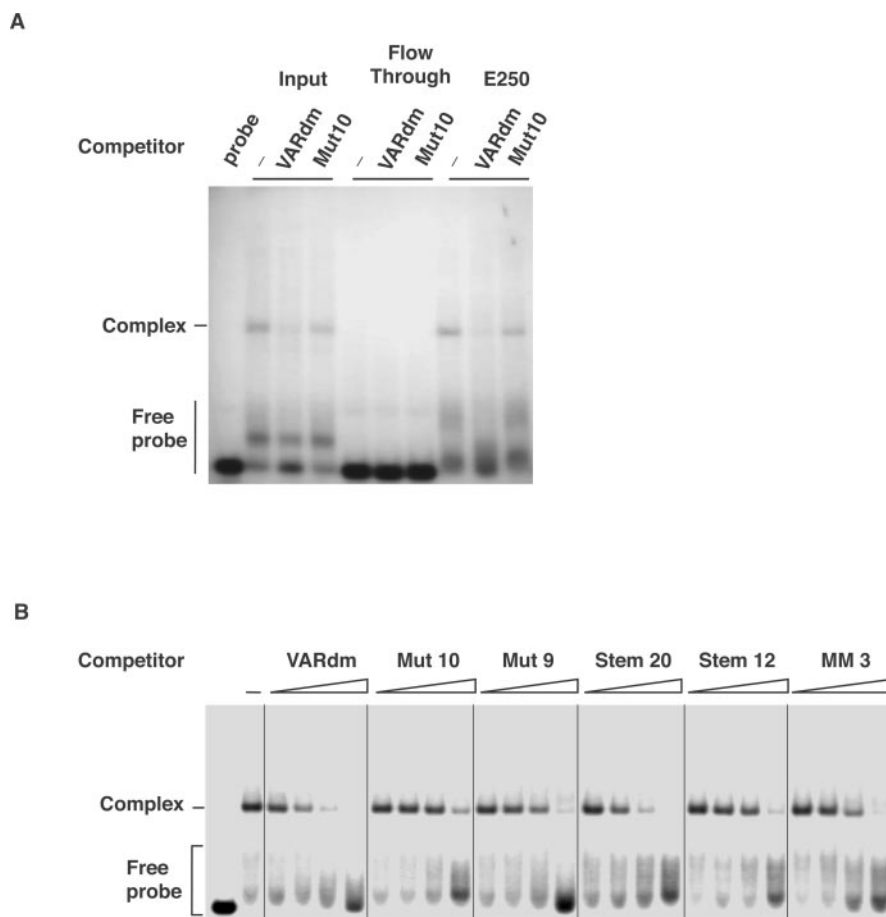 A
Flow
Through
Input E250
Competitor probe – VARdm Mut10 – VARdm Mut10 – VARdm Mut10
Complex
Free
probe
B
Competitor VARdm Mut 10 Mut 9 Stem 20 Stem 12 MM 3
–
Complex
Free
probe